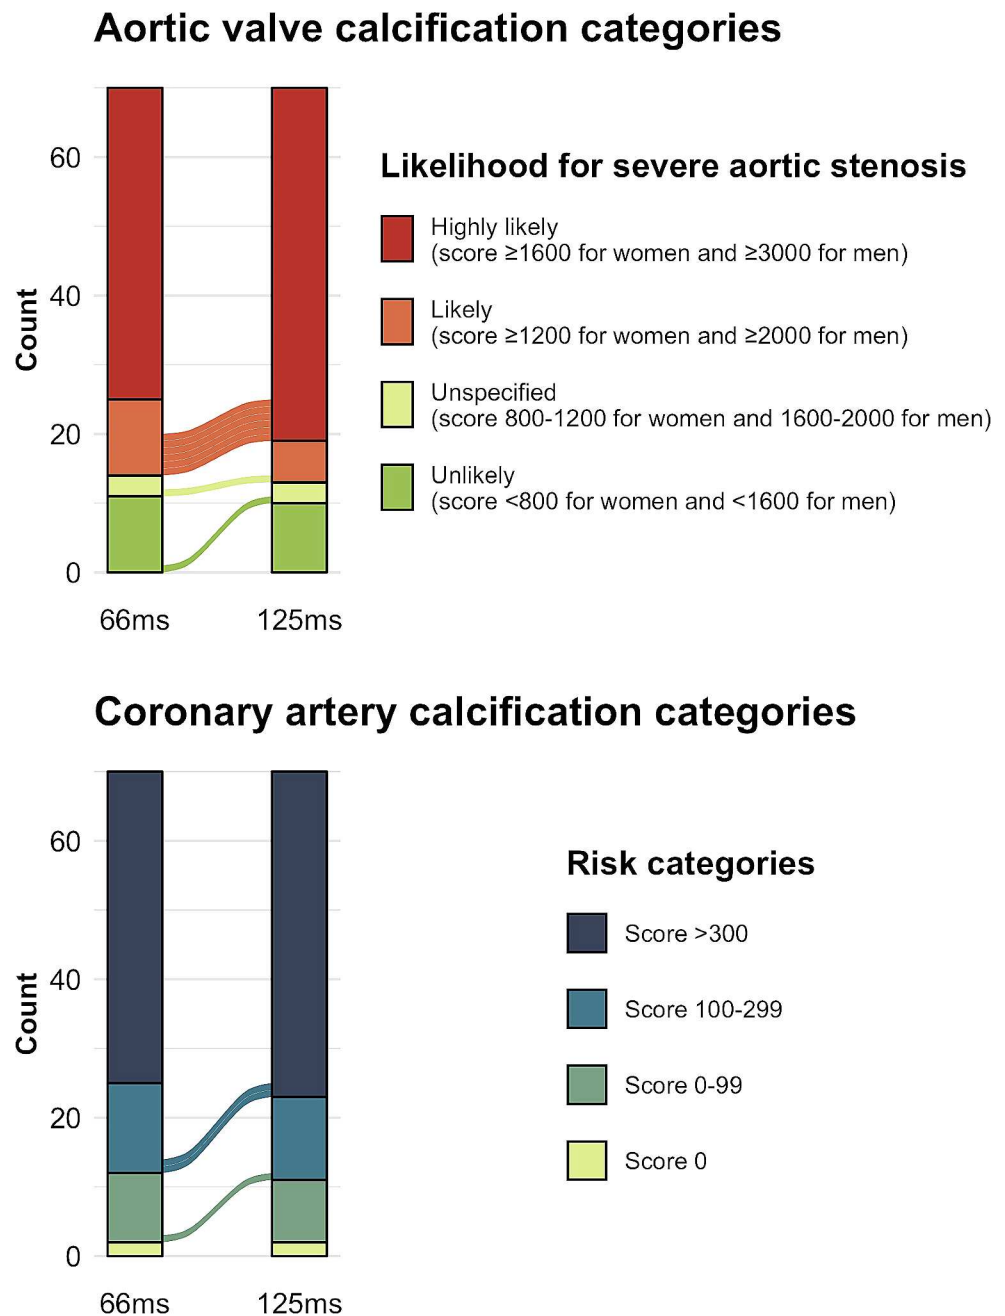 Aortic valve calcification categories
60
40
20
0
Count
66ms
125ms
Likelihood for severe aortic stenosis
Highly likely
(score ≥1600 for women and ≥3000 for men)
Likely
(score ≥1200 for women and ≥2000 for men)
Unspecified
(score 800-1200 for women and 1600-2000 for men)
Unlikely
(score <800 for women and <1600 for men)
Coronary artery calcification categories
60
40
20
0
Count
66ms
125ms
Risk categories
Score >300
Score 100-299
Score 0-99
Score 0